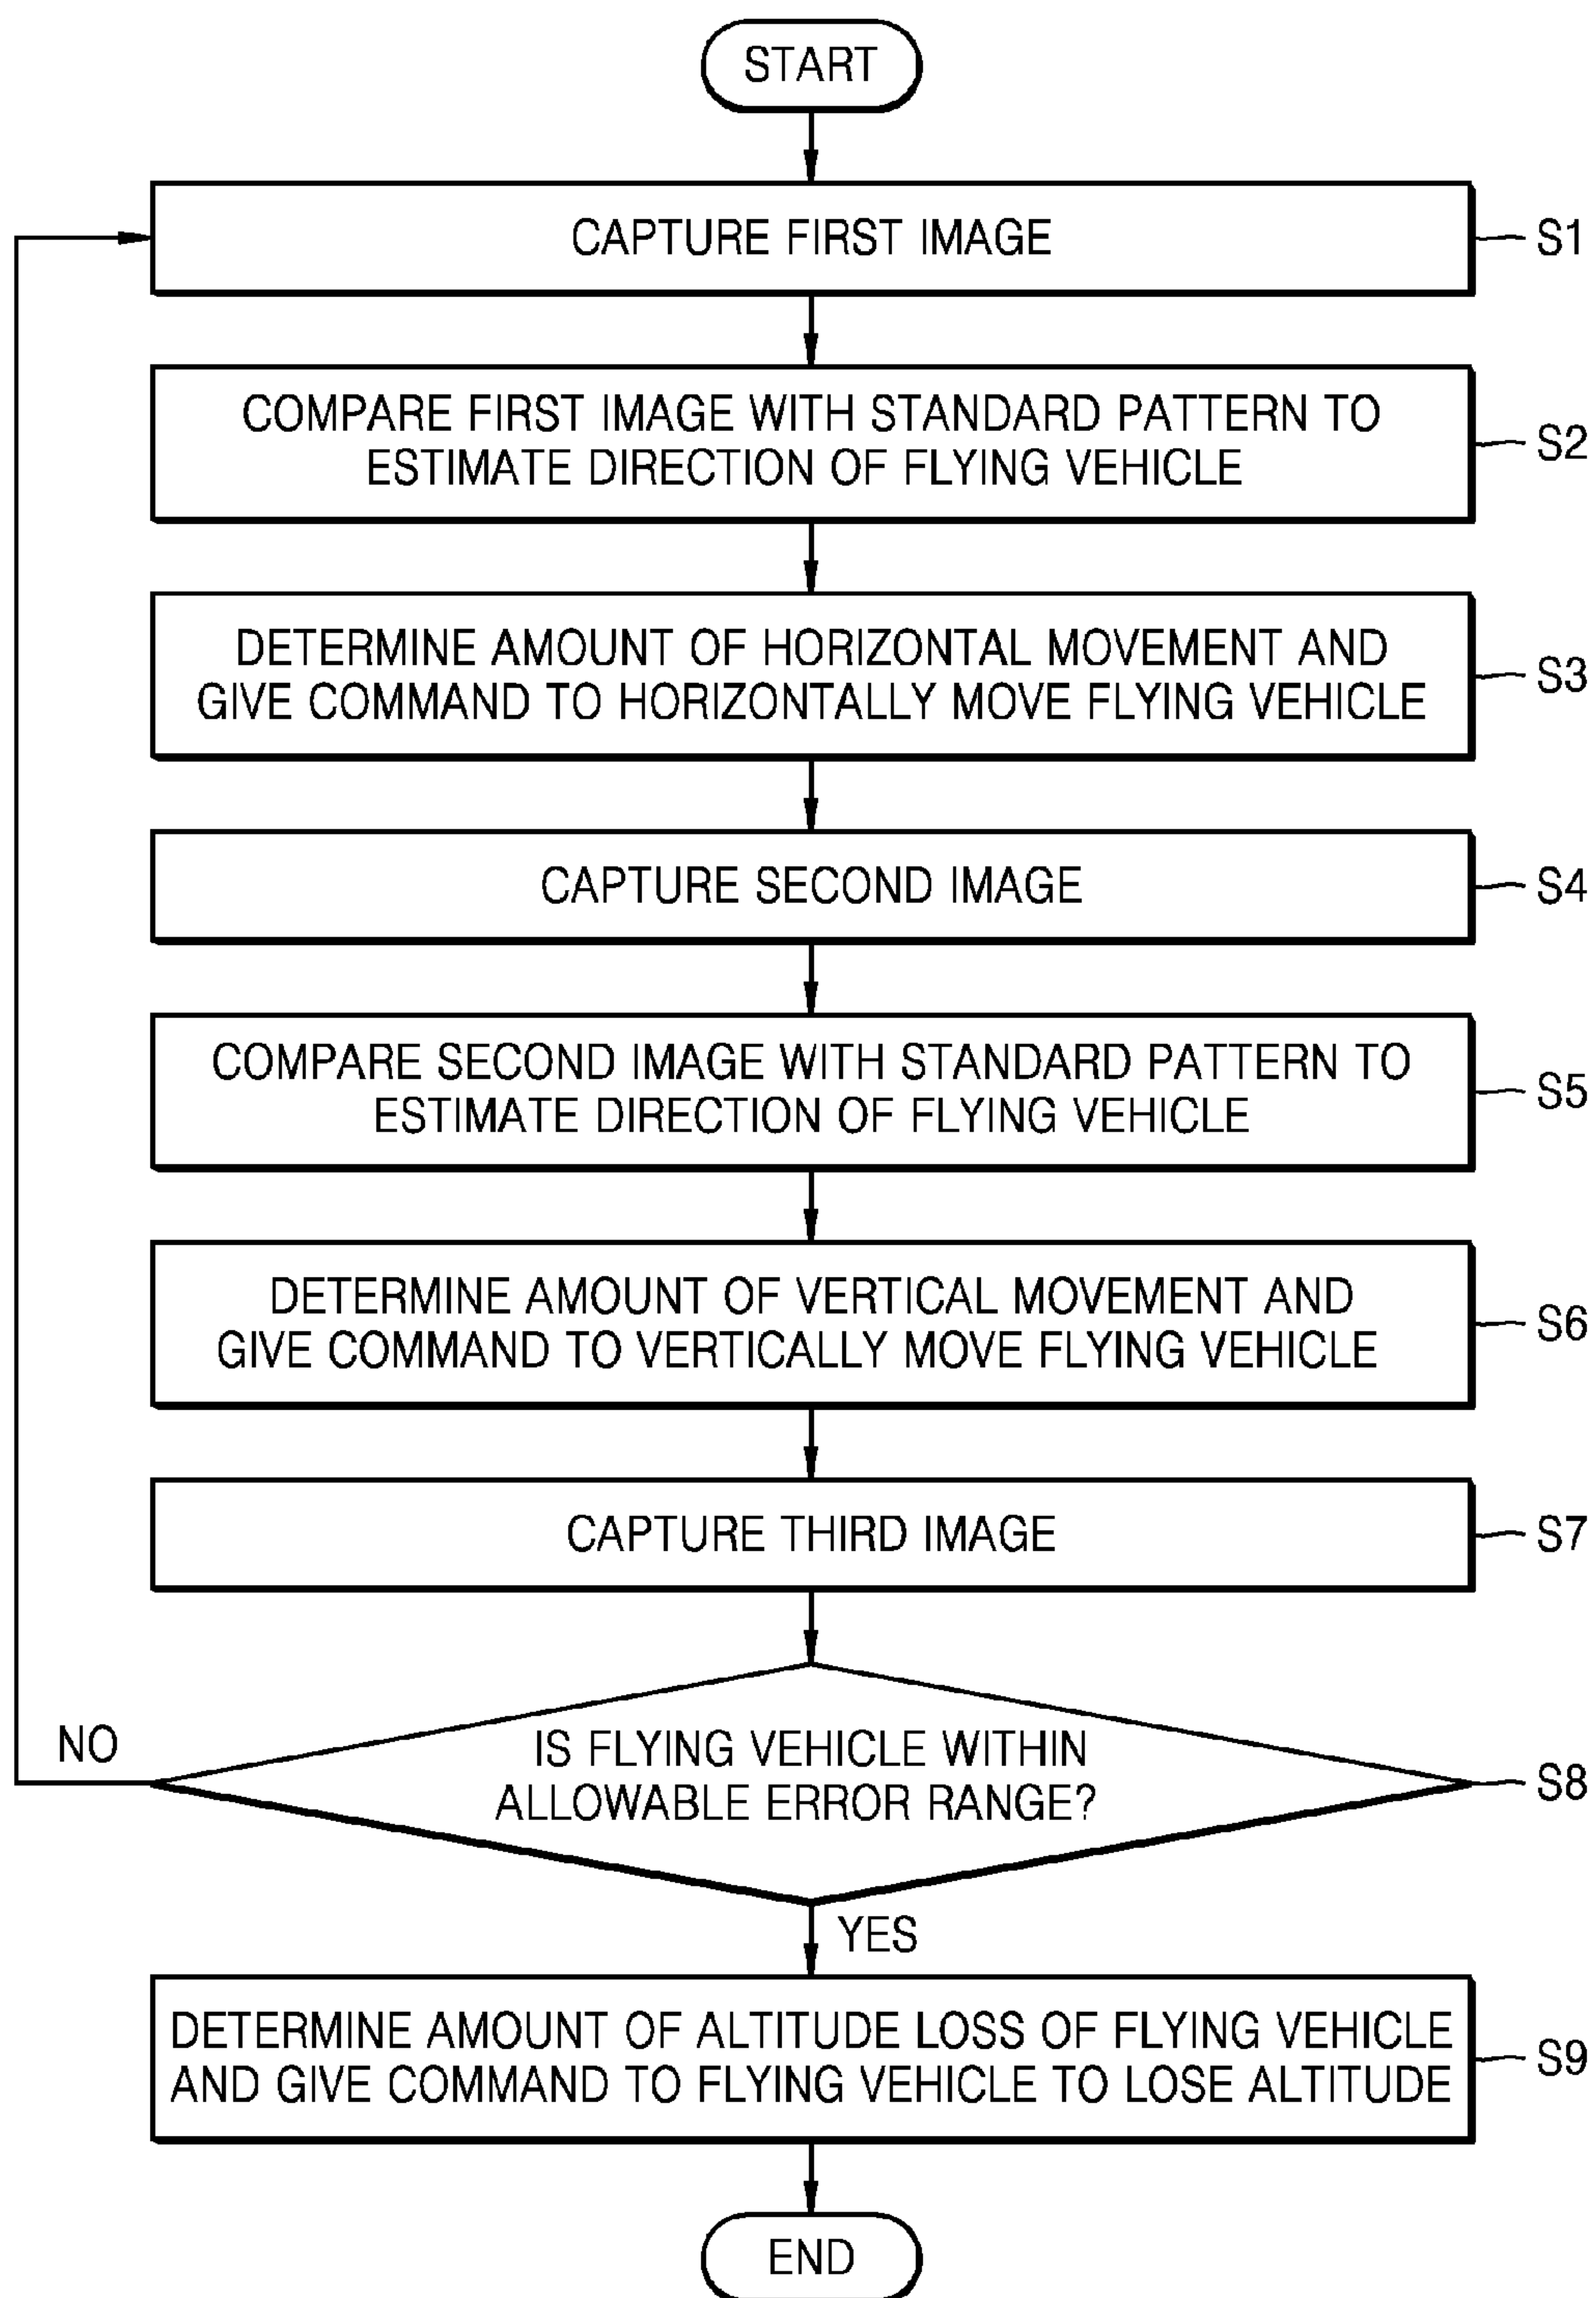 START
CAPTURE FIRST IMAGE
S1
COMPARE FIRST IMAGE WITH STANDARD PATTERN TO
ESTIMATE DIRECTION OF FLYING VEHICLE
S2
DETERMINE AMOUNT OF HORIZONTAL MOVEMENT AND
GIVE COMMAND TO HORIZONTALLY MOVE FLYING VEHICLE
S3
CAPTURE SECOND IMAGE
S4
COMPARE SECOND IMAGE WITH STANDARD PATTERN TO
ESTIMATE DIRECTION OF FLYING VEHICLE
S5
DETERMINE AMOUNT OF VERTICAL MOVEMENT AND
GIVE COMMAND TO VERTICALLY MOVE FLYING VEHICLE
S6
CAPTURE THIRD IMAGE
S7
NO
IS FLYING VEHICLE WITHIN
ALLOWABLE ERROR RANGE?
S8
YES
DETERMINE AMOUNT OF ALTITUDE LOSS OF FLYING VEHICLE
AND GIVE COMMAND TO FLYING VEHICLE TO LOSE ALTITUDE
S9
END